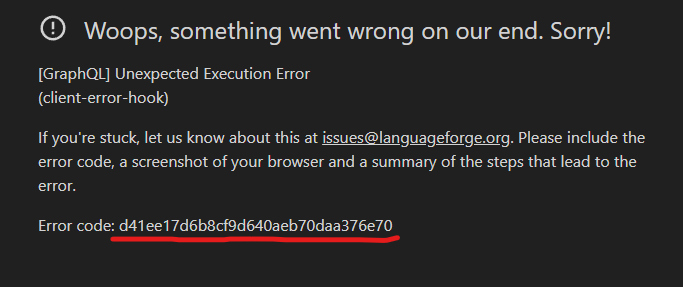 Woops, something went wrong on our end. Sorry!
[GraphQL] Unexpected Execution Error
(client-error-hook)
If you're stuck, let us know about this at issues@languageforge.org. Please include the
error code, a screenshot of your browser and a summary of the steps that lead to the
error.
Error code: d41ee17d6b8cf9d640aeb70daa376e70